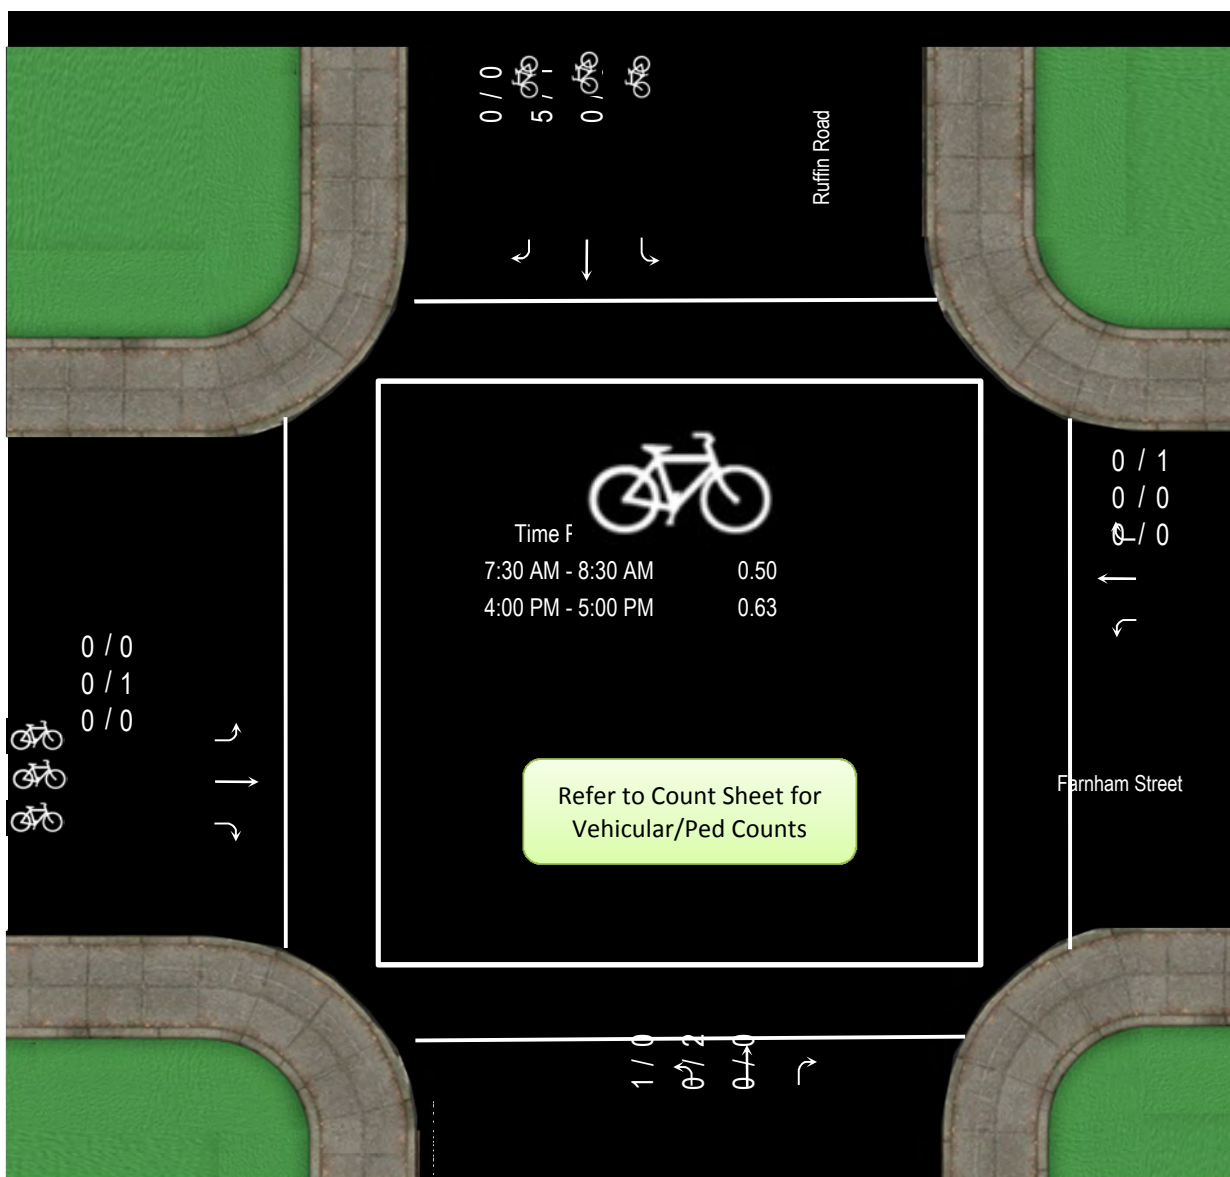 0 / 0
5 /
0 /
Ruffin Road
0 / 1
0 / 0
0 / 0
Time
7:30 AM - 8:30 AM 0.50
4:00 PM - 5:00 PM 0.63
0 / 0
0 / 1
0 / 0
Farnham Street
Refer to Count Sheet for
Vehicular/Ped Counts
1 / 0
0 / 2
0 / 0